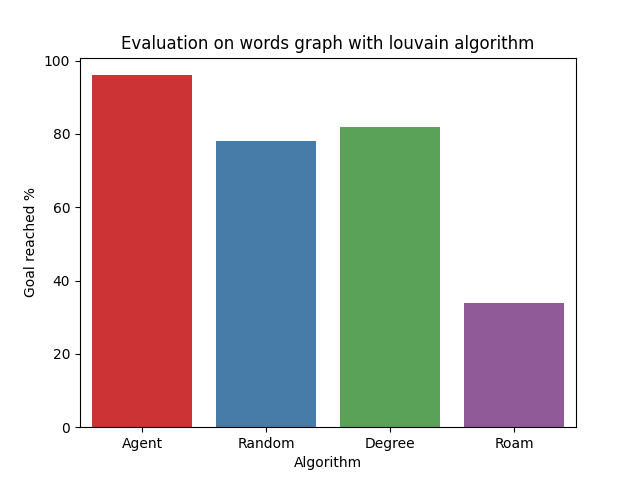 Evaluation on words graph with louvain algorithm
100
80
60
40
20
0
Goal reached %
Agent Random Degree Roam
Algorithm